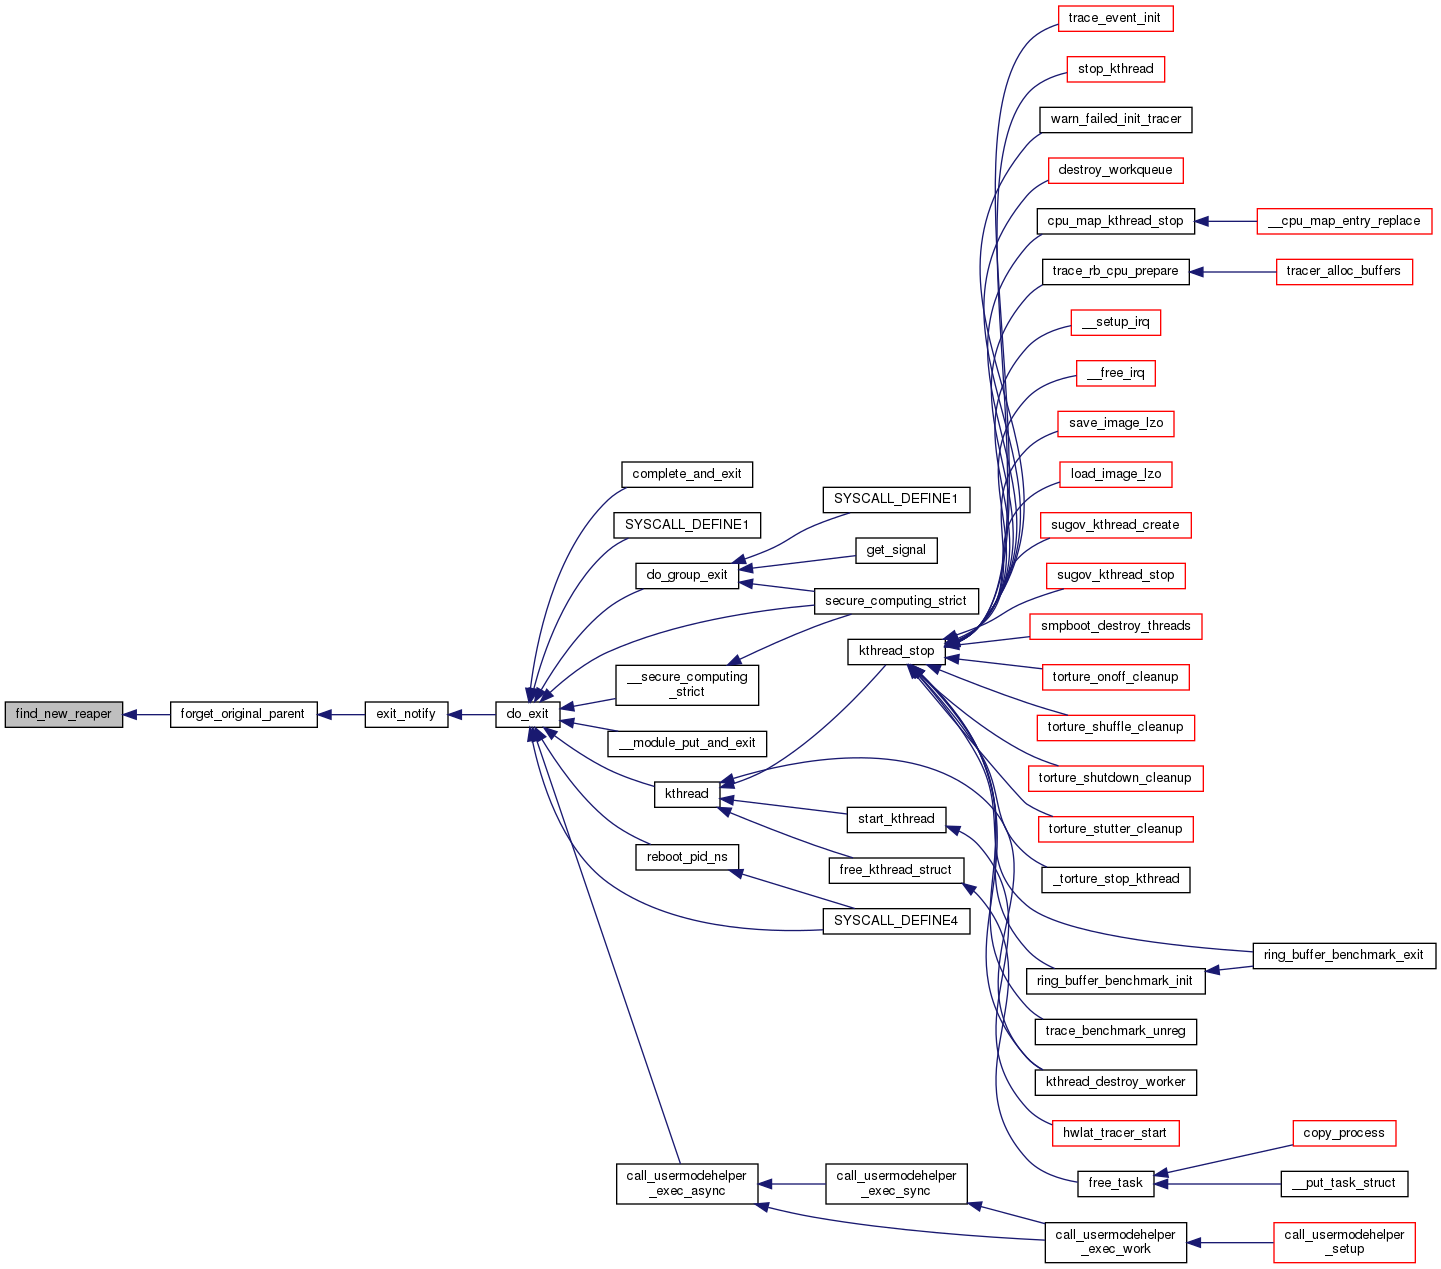 trace_event_init
stop_kthread
warn_failed_init_tracer
destroy_workqueue
cpu_map_kthread_stop
__cpu_map_entry_replace
trace_rb_cpu_prepare
tracer_alloc_buffers
__setup_irq
__free_irq
save_image_lzo
load_image_lzo
complete_and_exit
SYSCALL_DEFINE1
SYSCALL_DEFINE1
sugov_kthread_create
get_signal
do_group_exit
sugov_kthread_stop
secure_computing_strict
smpboot_destroy_threads
kthread_stop
__secure_computing
_strict
torture_onoff_cleanup
find_new_reaper
forget_original_parent
exit_notify
do_exit
torture_shuffle_cleanup
__module_put_and_exit
torture_shutdown_cleanup
kthread
start_kthread
torture_stutter_cleanup
reboot_pid_ns
free_kthread_struct
_torture_stop_kthread
SYSCALL_DEFINE4
ring_buffer_benchmark_exit
ring_buffer_benchmark_init
trace_benchmark_unreg
kthread_destroy_worker
hwlat_tracer_start
copy_process
call_usermodehelper
_exec_async
call_usermodehelper
_exec_sync
free_task
__put_task_struct
call_usermodehelper
_exec_work
call_usermodehelper
_setup